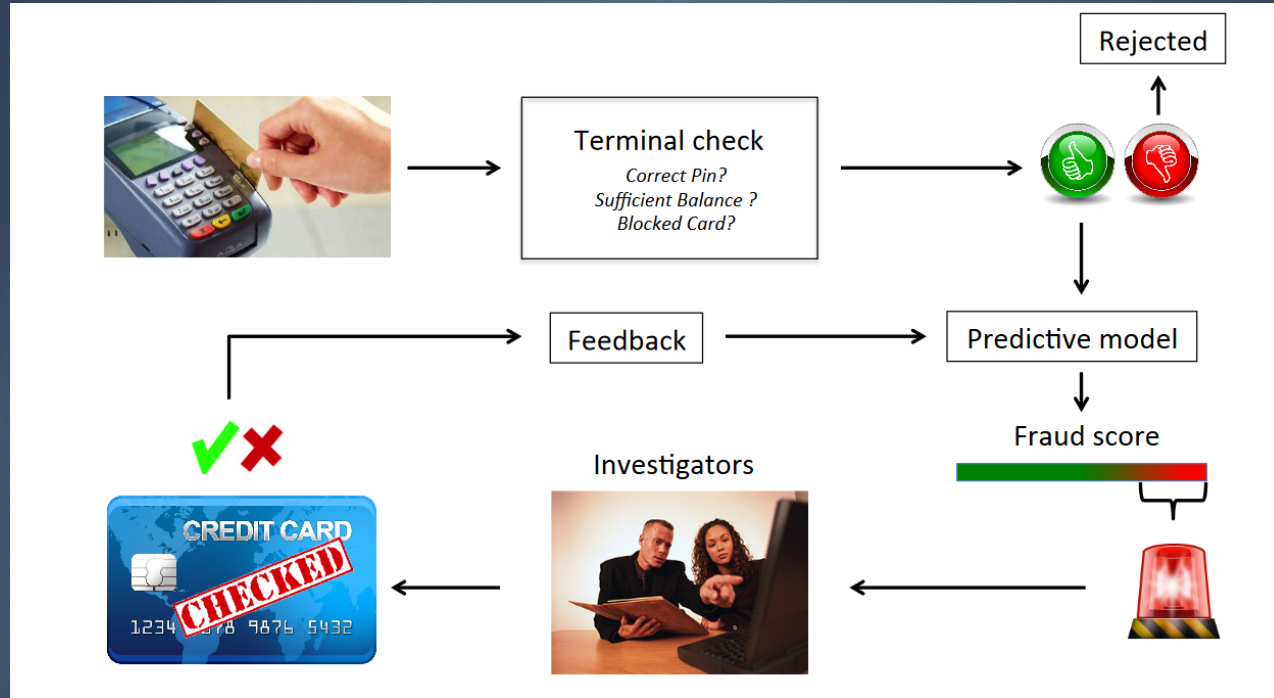 Rejected
Terminal check
Correct Pin?
Sufficient Balance ?
Blocked Card?
Feedback
Predictive model
Fraud score
Investigators
CREDIT CARD
CHECKED
1234 5678 9876 5432